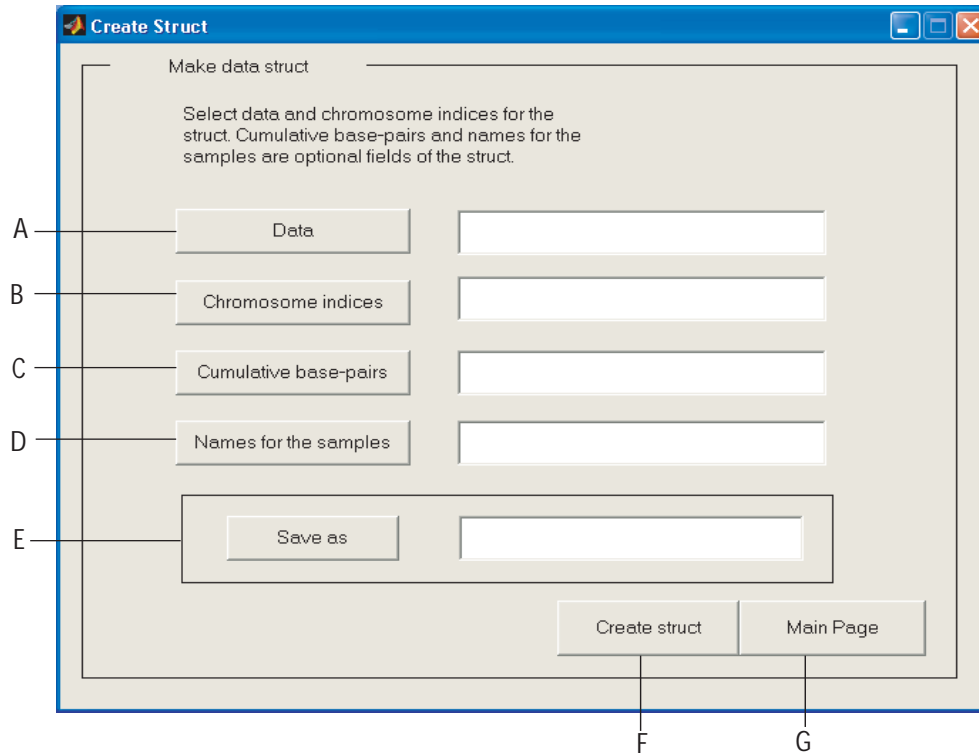 Create Struct
Make data struct
Select data and chromosome indices for the
struct. Cumulative base-pairs and names for the
samples are optional fields of the struct.
A
Data
B
Chromosome indices
C
Cumulative base-pairs
D
Names for the samples
E
Save as
Create struct
Main Page
F
G